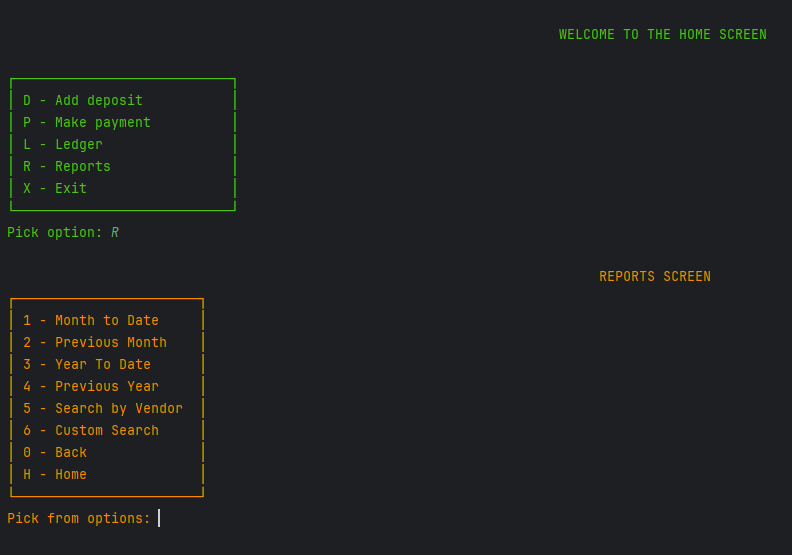 WELCOME TO THE HOME SCREEN
D - Add deposit
P - Make payment
L - Ledger
R - Reports
X - Exit
Pick option: R
REPORTS SCREEN
1 - Month to Date
2 - Previous Month
3 - Year To Date
4 - Previous Year
5 - Search by Vendor
6 - Custom Search
0 - Back
H - Home
Pick from options: